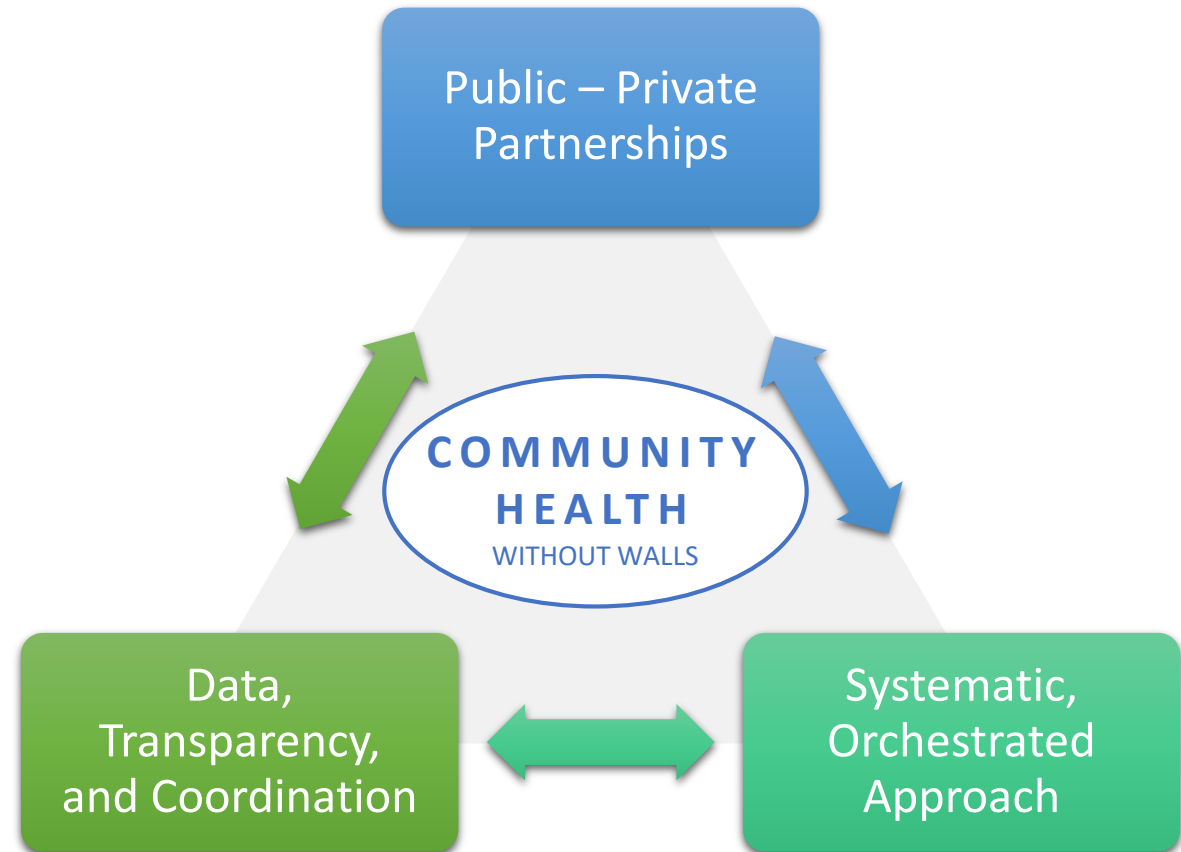 Public – Private
Partnerships
COMMUNITY
HEALTH
WITHOUT WALLS
Data,
Transparency,
and Coordination
Systematic,
Orchestrated
Approach